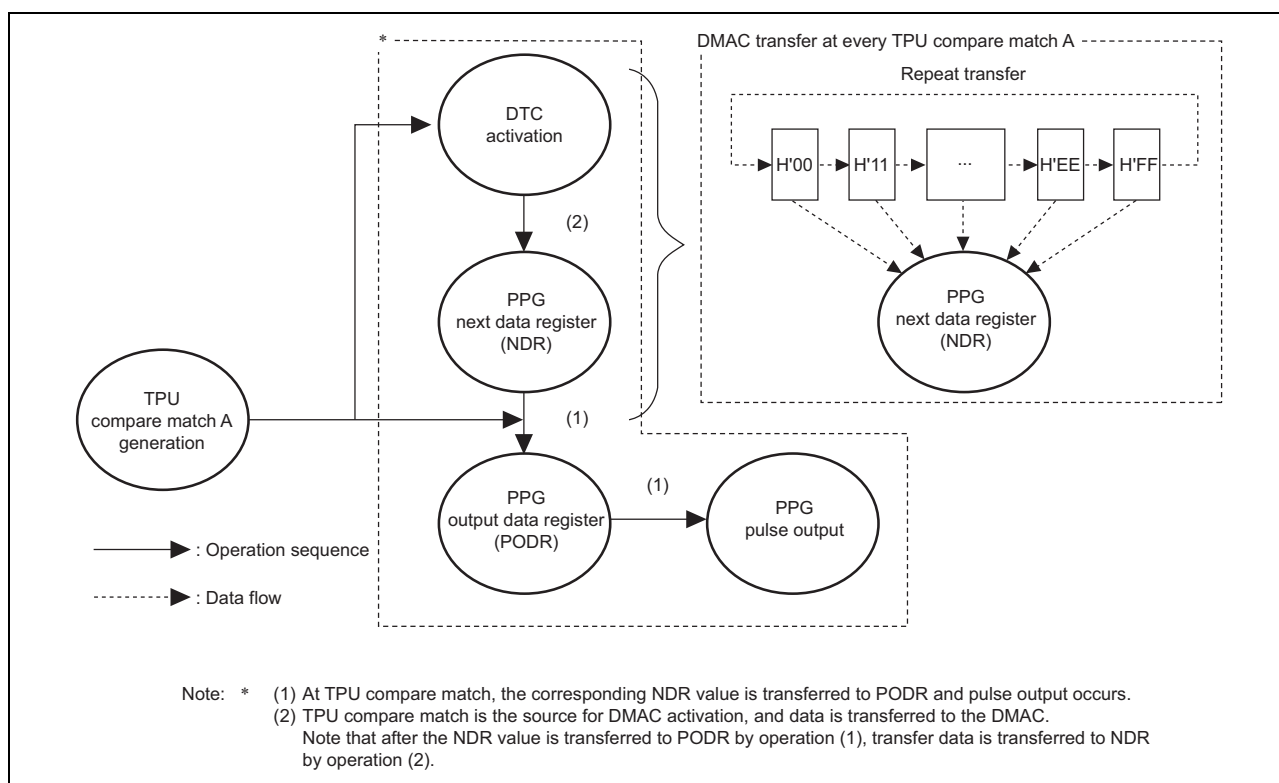 *
DMAC transfer at every TPU compare match A
Repeat transfer
DTC
activation
H'00
H'11
...
H'EE
H'FF
(2)
PPG
next data register
(NDR)
PPG
next data register
(NDR)
TPU
compare match A
generation
(1)
PPG
output data register
(PODR)
(1)
PPG
pulse output
: Operation sequence
: Data flow
Note: * (1) At TPU compare match, the corresponding NDR value is transferred to PODR and pulse output occurs.
(2) TPU compare match is the source for DMAC activation, and data is transferred to the DMAC.
Note that after the NDR value is transferred to PODR by operation (1), transfer data is transferred to NDR
by operation (2).